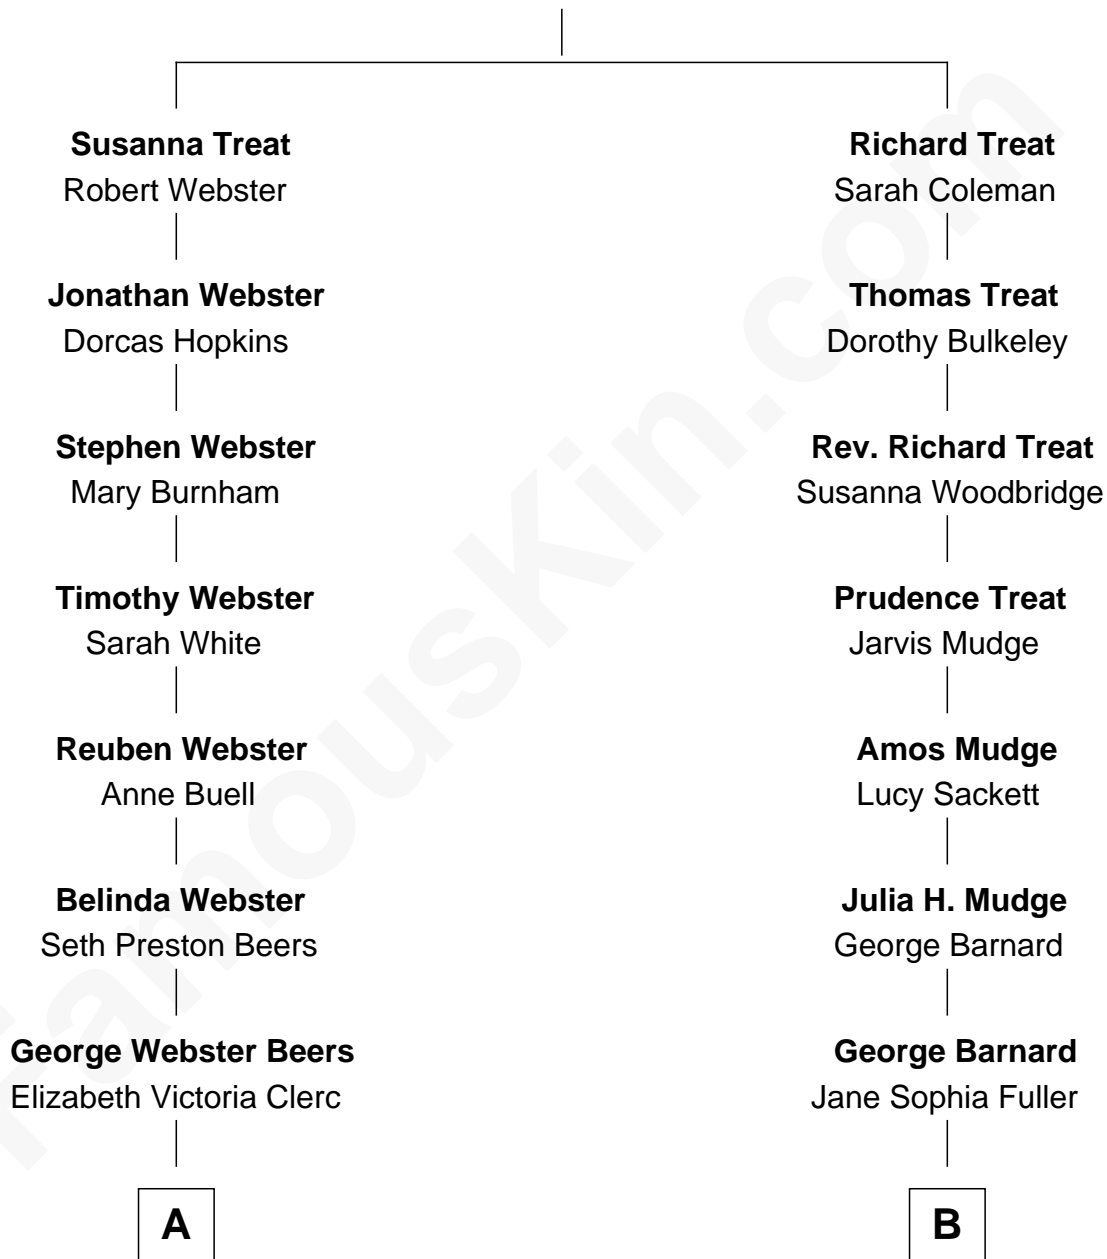 Susanna Treat
Robert Webster
Jonathan Webster
Dorcas Hopkins
Stephen Webster
Mary Burnham
Timothy Webster
Sarah White
Reuben Webster
Anne Buell
Belinda Webster
Seth Preston Beers
George Webster Beers
Elizabeth Victoria Clerc
A
Richard Treat
Sarah Coleman
Thomas Treat
Dorothy Bulkeley
Rev. Richard Treat
Susanna Woodbridge
Prudence Treat
Jarvis Mudge
Amos Mudge
Lucy Sackett
Julia H. Mudge
George Barnard
George Barnard
Jane Sophia Fuller
B
FamousKin.com